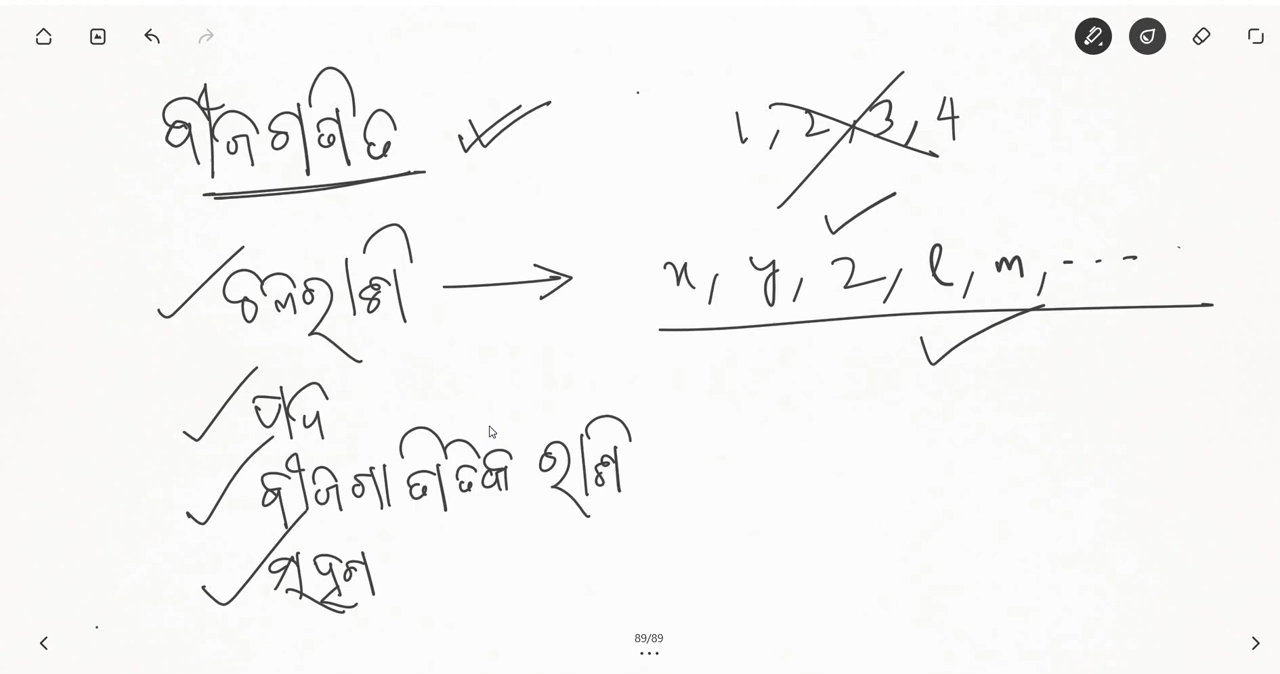 ବୀଜଗଣିତ
1, 2, 3, 4
ଚଳରାଶି → x, y, z, l, m, ---
ପଦ
ବୀଜଗାଣିତିକ ରାଶି
89/89